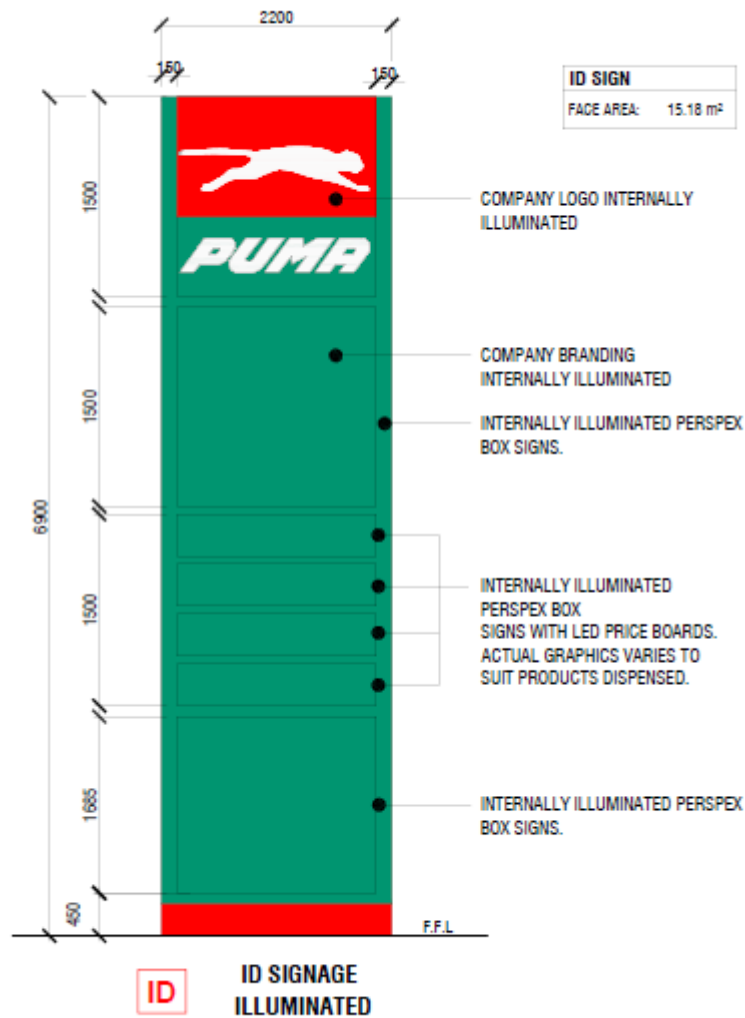 2200
150
150
ID SIGN
FACE AREA: 15.18 m²
1500
COMPANY LOGO INTERNALLY
ILLUMINATED
PUMA
COMPANY BRANDING
INTERNALLY ILLUMINATED
1500
INTERNALLY ILLUMINATED PERSPEX
BOX SIGNS.
6900
1500
INTERNALLY ILLUMINATED
PERSPEX BOX
SIGNS WITH LED PRICE BOARDS.
ACTUAL GRAPHICS VARIES TO
SUIT PRODUCTS DISPENSED.
1685
INTERNALLY ILLUMINATED PERSPEX
BOX SIGNS.
450
F.F.L
ID
ID SIGNAGE
ILLUMINATED